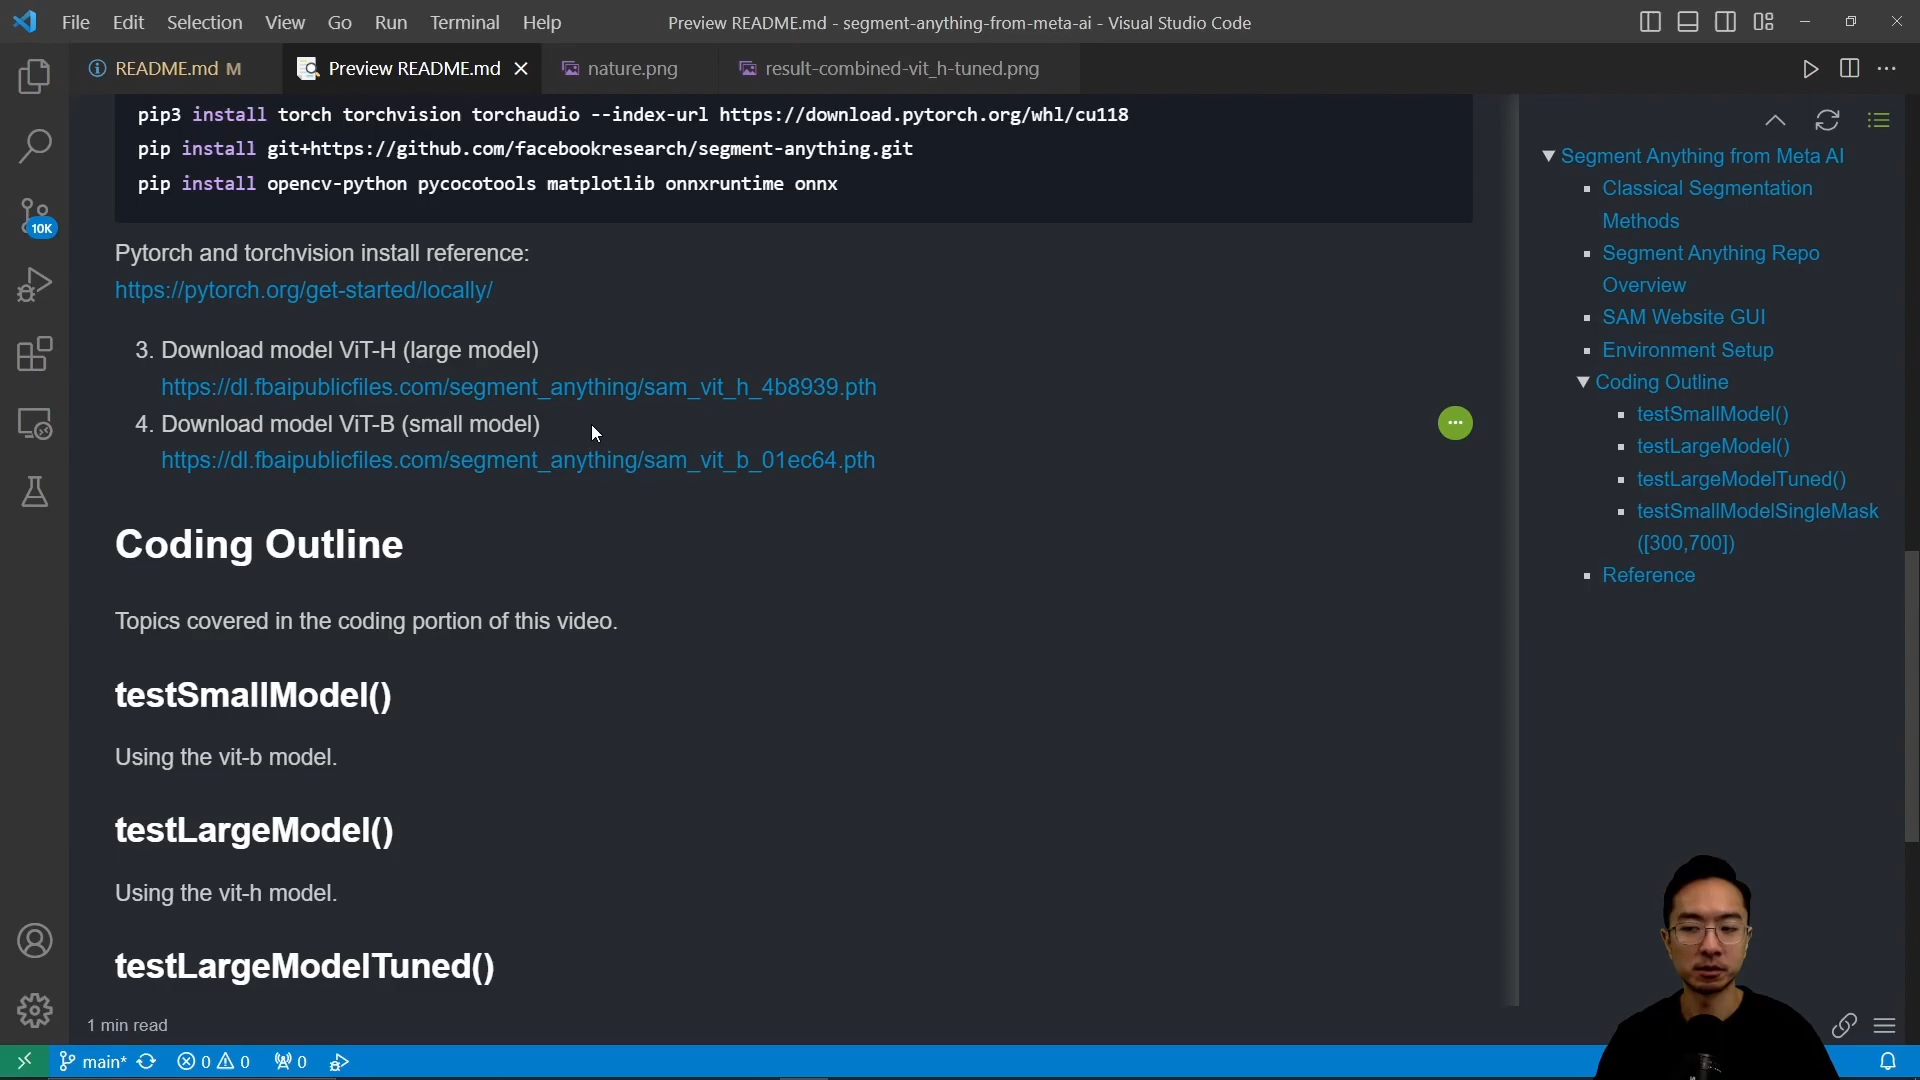 File Edit Selection View Go Run Terminal Help
Preview README.md - segment-anything-from-meta-ai - Visual Studio Code
README.md M
Preview README.md
nature.png
result-combined-vit_h-tuned.png
10K
pip3 install torch torchvision torchaudio --index-url https://download.pytorch.org/whl/cu118
pip install git+https://github.com/facebookresearch/segment-anything.git
pip install opencv-python pycocotools matplotlib onnxruntime onnx
Pytorch and torchvision install reference:
https://pytorch.org/get-started/locally/
3. Download model ViT-H (large model)
https://dl.fbaipublicfiles.com/segment_anything/sam_vit_h_4b8939.pth
4. Download model ViT-B (small model)
https://dl.fbaipublicfiles.com/segment_anything/sam_vit_b_01ec64.pth
Coding Outline
Topics covered in the coding portion of this video.
testSmallModel()
Using the vit-b model.
testLargeModel()
Using the vit-h model.
testLargeModelTuned()
1 min read
Segment Anything from Meta AI
Classical Segmentation
Methods
Segment Anything Repo
Overview
SAM Website GUI
Environment Setup
Coding Outline
testSmallModel()
testLargeModel()
testLargeModelTuned()
testSmallModelSingleMask
([300,700])
Reference
main* 0 0 0